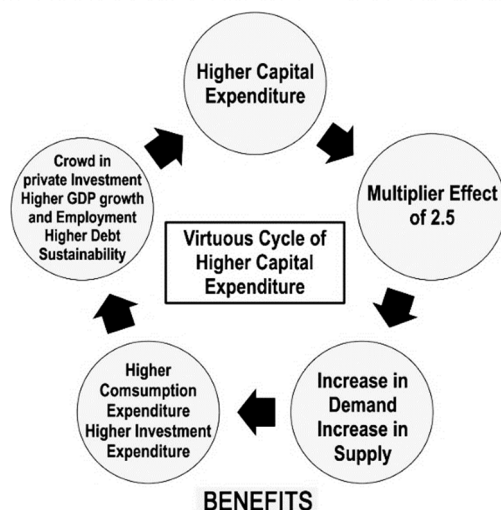 Higher Capital
Expenditure
Multiplier Effect
of 2.5
Increase in
Demand
Increase in
Supply
Higher
Comsumption
Expenditure
Higher Investment
Expenditure
Crowd in
private Investment
Higher GDP growth
and Employment
Higher Debt
Sustainability
Virtuous Cycle of
Higher Capital
Expenditure
BENEFITS